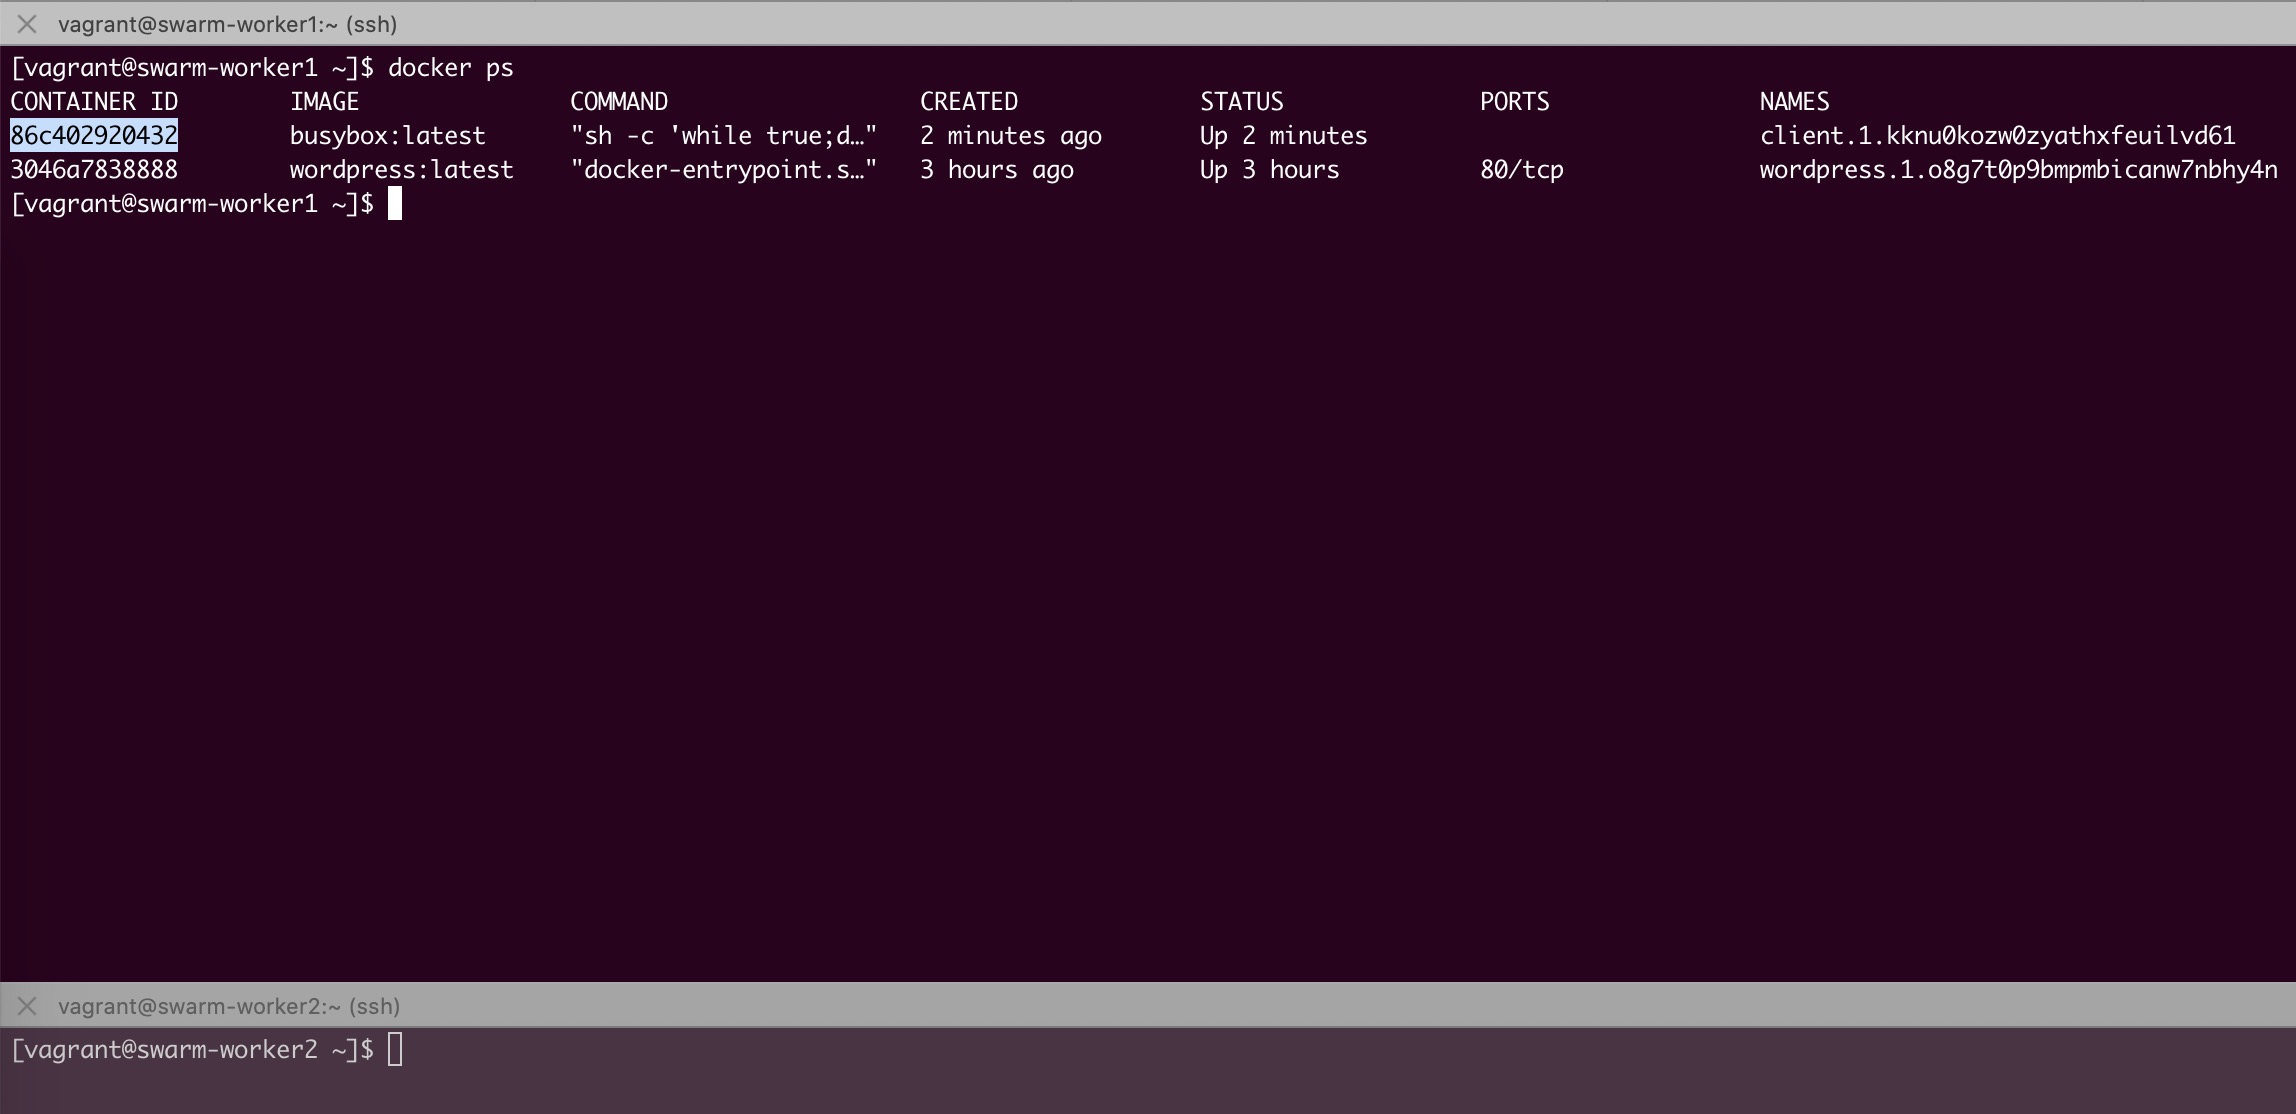 vagrant@swarm-worker1:~ (ssh)
[vagrant@swarm-worker1 ~]$ docker ps
CONTAINER ID        IMAGE               COMMAND                  CREATED             STATUS              PORTS               NAMES
86c402920432        busybox:latest      "sh -c 'while true;d…"   2 minutes ago       Up 2 minutes                            client.1.kknu0kozw0zyathxfeuilvd61
3046a7838888        wordpress:latest    "docker-entrypoint.s…"   3 hours ago         Up 3 hours          80/tcp              wordpress.1.o8g7t0p9bmpmbicanw7nbhy4n
[vagrant@swarm-worker1 ~]$
vagrant@swarm-worker2:~ (ssh)
[vagrant@swarm-worker2 ~]$